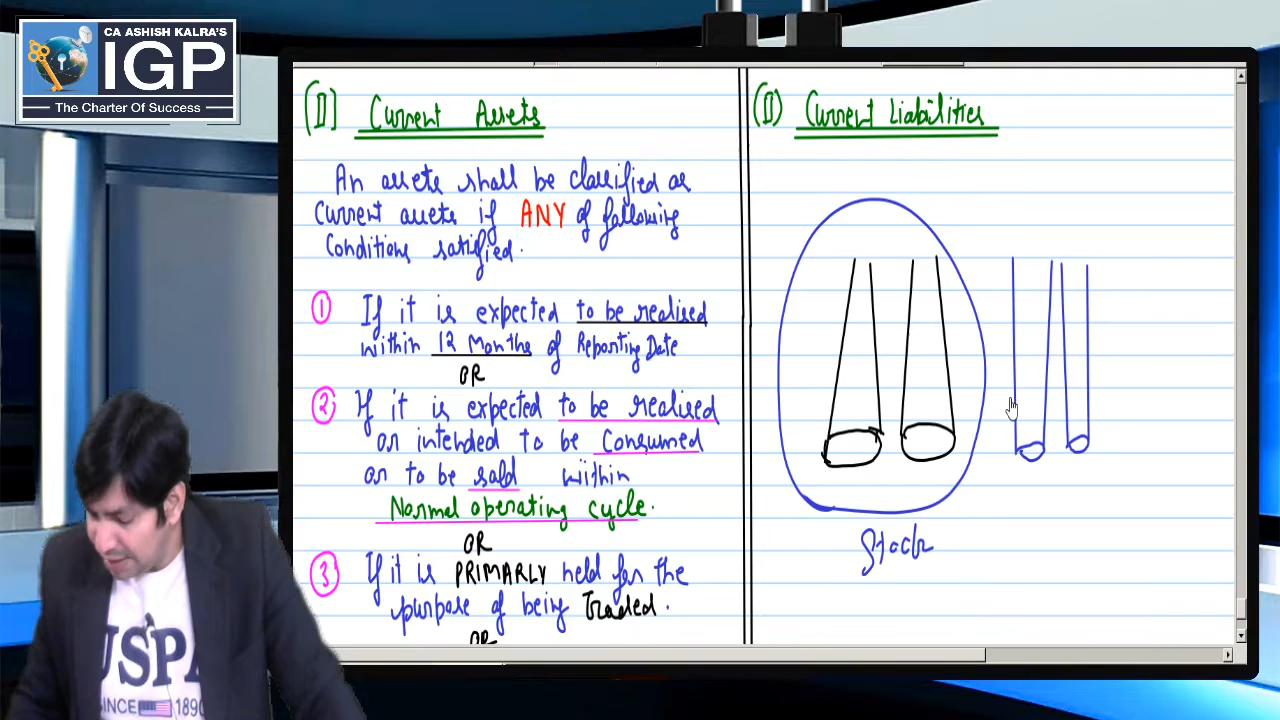 CA ASHISH KALRA'S
IGP
The Charter Of Success
(II] Current Assets
An assets shall be classified as
Current assets if ANY of following
Conditions satisfied.
① If it is expected to be realised
within 12 Months of Reporting Date
OR
② If it is expected to be realised
or intended to be Consumed
or to be sold within
Normal operating cycle.
OR
③ If it is PRIMARLY held for the
purpose of being Traded.
OR
(II) Current Liabilities
Stock
USPA
SINCE 1890